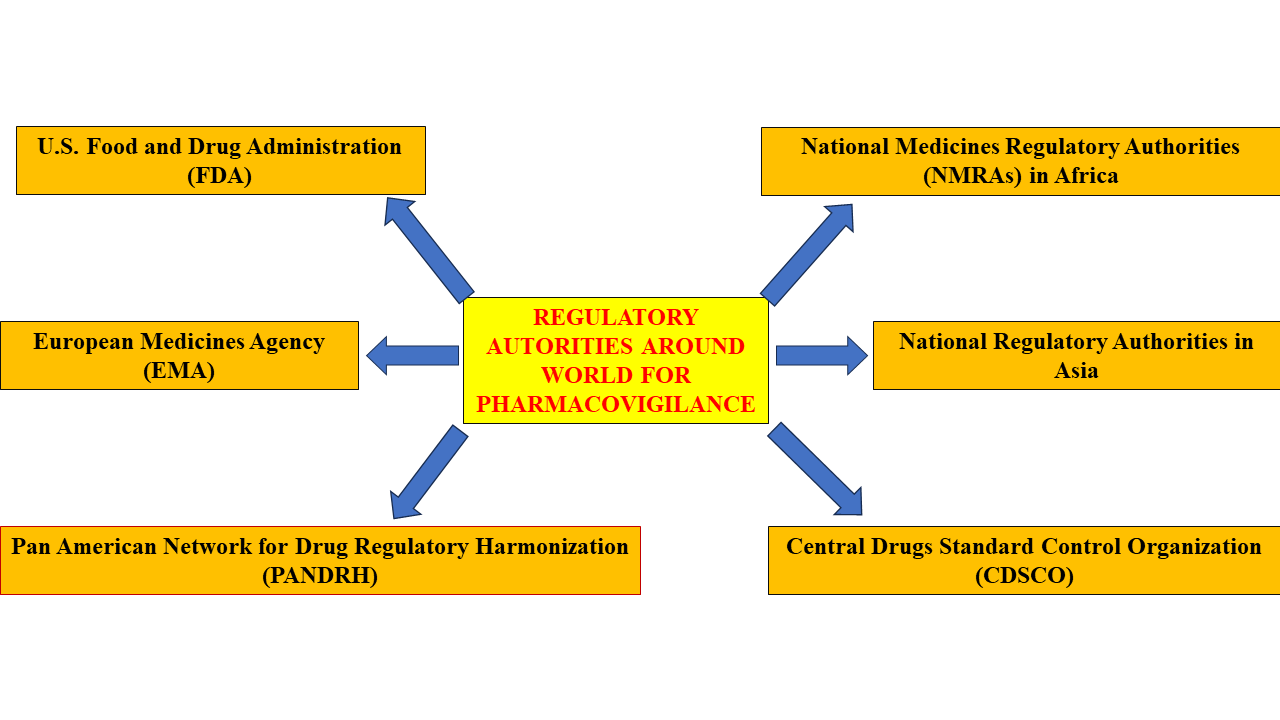 U.S. Food and Drug Administration
(FDA)
National Medicines Regulatory Authorities
(NMRAs) in Africa
REGULATORY
AUTORITIES AROUND
WORLD FOR
PHARMACOVIGILANCE
European Medicines Agency
(EMA)
National Regulatory Authorities in
Asia
Pan American Network for Drug Regulatory Harmonization
(PANDRH)
Central Drugs Standard Control Organization
(CDSCO)